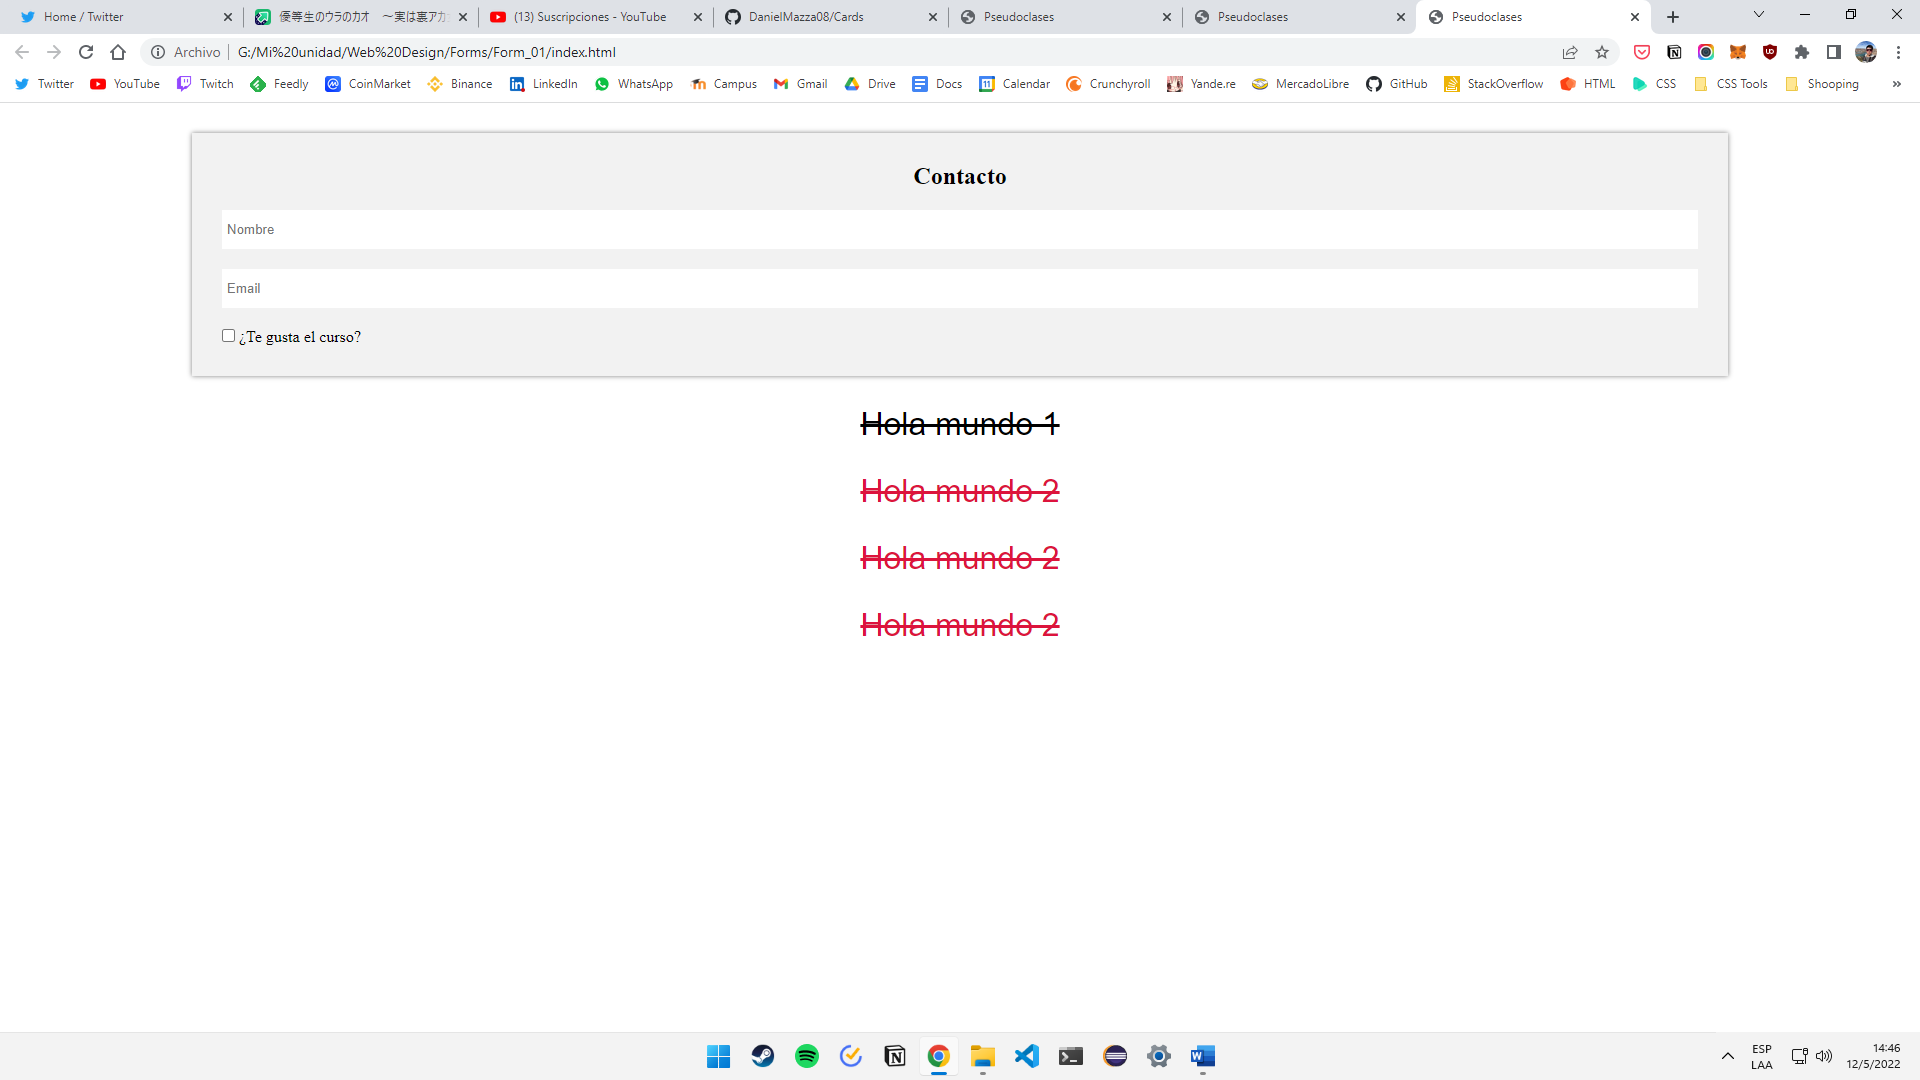 Home / Twitter
優等生のウラのカオ ～実は裏アカ
(13) Suscripciones - YouTube
DanielMazza08/Cards
Pseudoclases
Pseudoclases
Pseudoclases
Archivo | G:/Mi%20unidad/Web%20Design/Forms/Form_01/index.html
Twitter YouTube Twitch Feedly CoinMarket Binance LinkedIn WhatsApp Campus Gmail Drive Docs Calendar Crunchyroll Yande.re MercadoLibre GitHub StackOverflow HTML CSS CSS Tools Shooping »
Contacto
Nombre
Email
¿Te gusta el curso?
Hola mundo 1
Hola mundo 2
Hola mundo 2
Hola mundo 2
ESP
LAA
14:46
12/5/2022